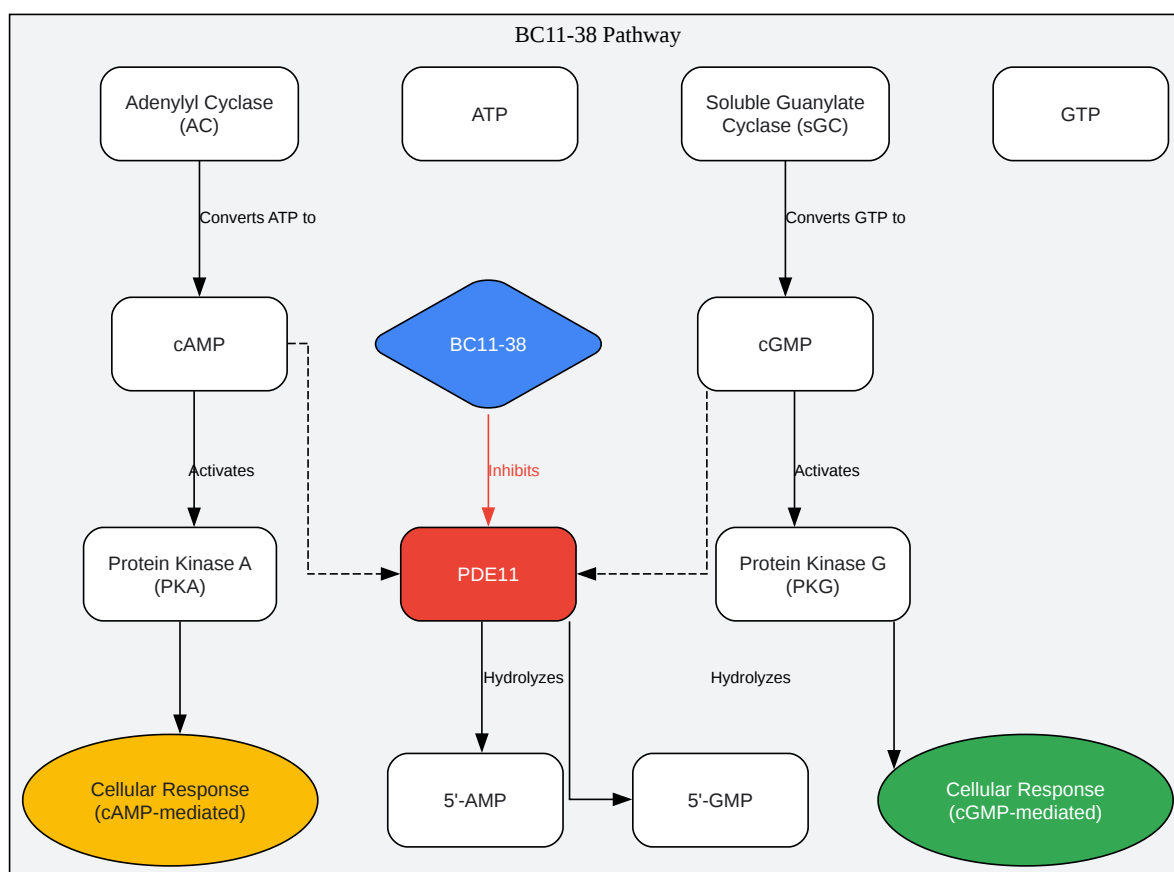 BC11-38 Pathway
Adenylyl Cyclase
(AC)
ATP
Soluble Guanylate
Cyclase (sGC)
GTP
Converts ATP to
Converts GTP to
cAMP
BC11-38
cGMP
Activates
Inhibits
Activates
Protein Kinase A
(PKA)
PDE11
Protein Kinase G
(PKG)
Hydrolyzes
Hydrolyzes
Cellular Response
(cAMP-mediated)
5'-AMP
5'-GMP
Cellular Response
(cGMP-mediated)